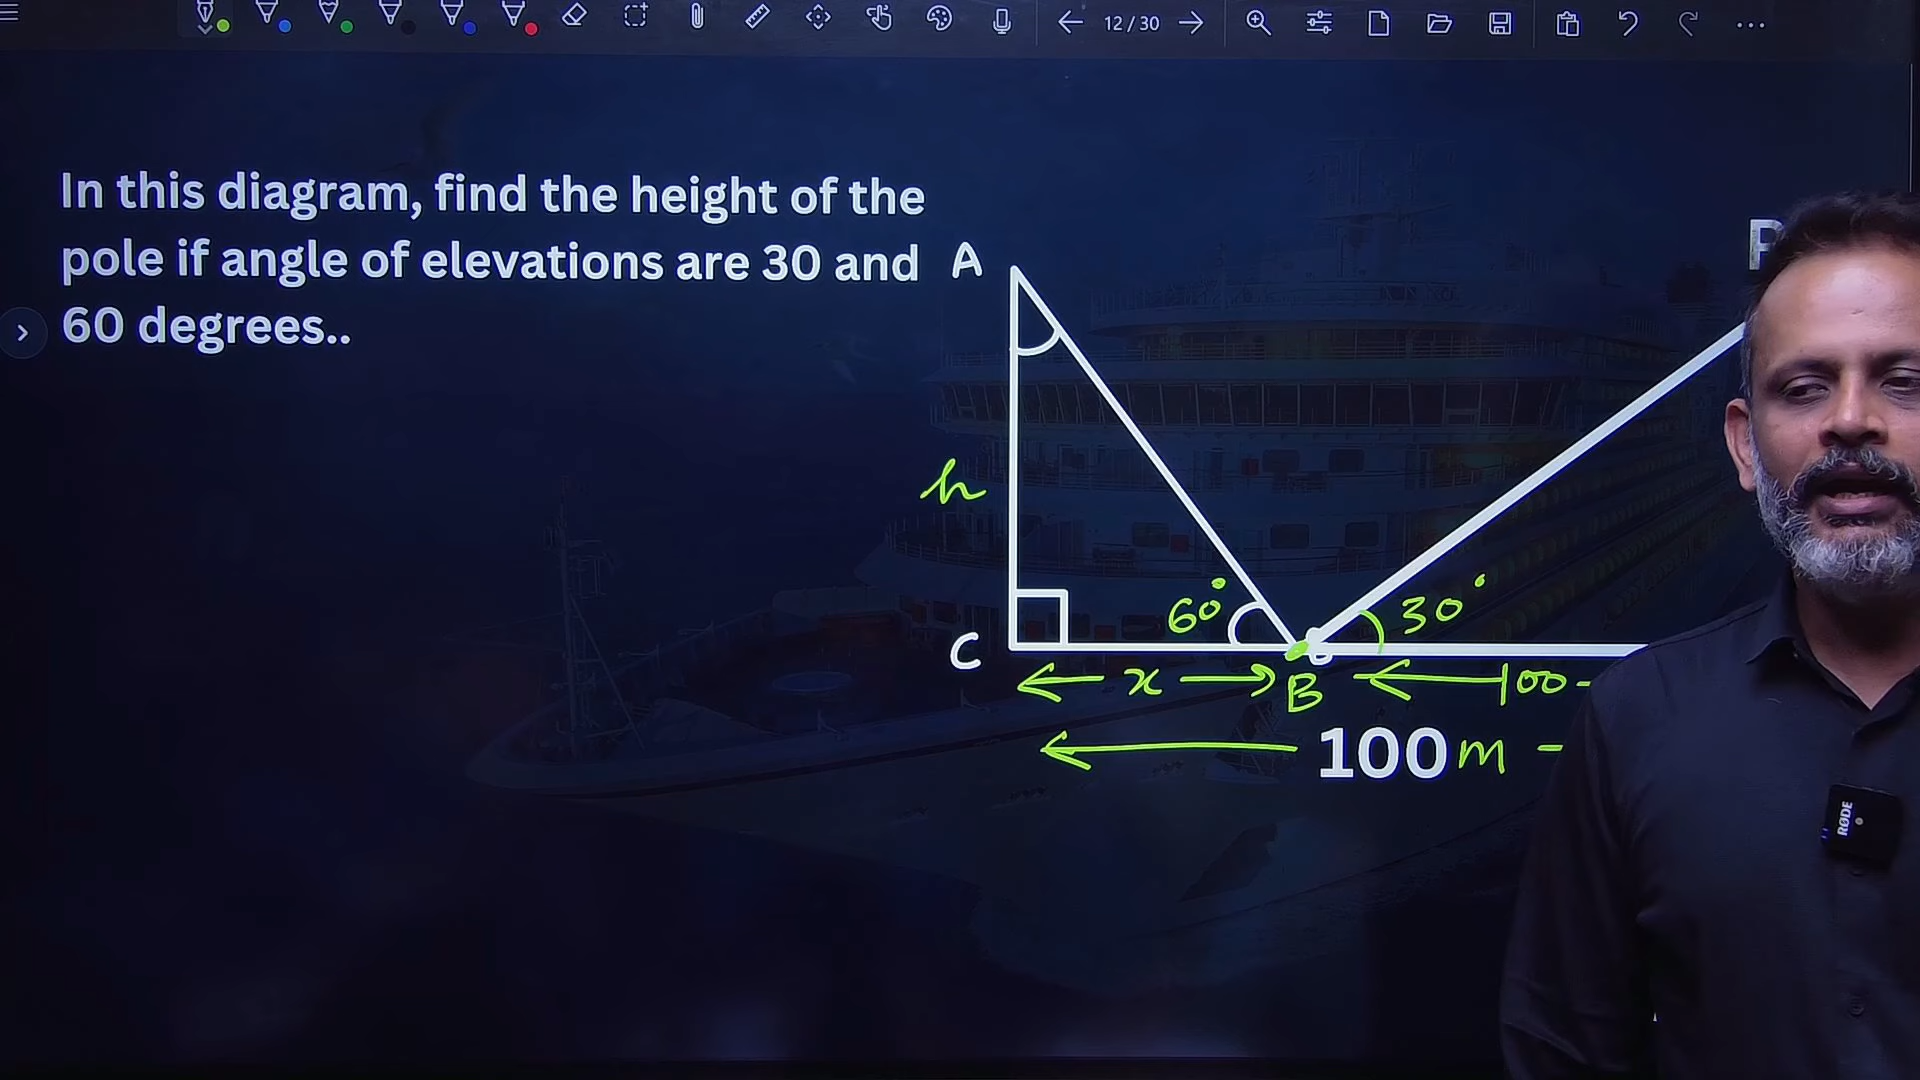 12 / 30
In this diagram, find the height of the
pole if angle of elevations are 30 and
60 degrees..
A
h
60°
30°
C
x
B
100-
100m -
RØDE